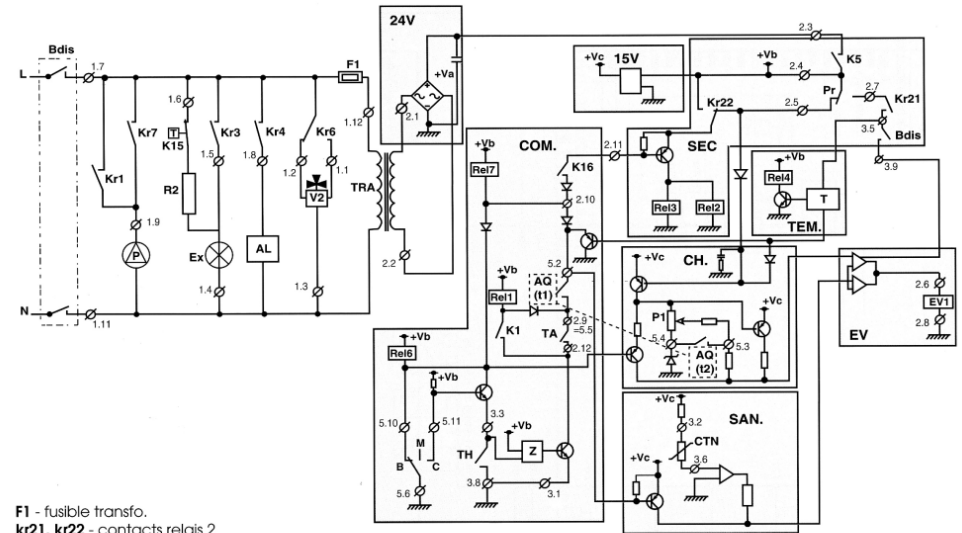 24V
2.3
Bdis
F1
+Va
+Vc
15V
+Vb
K5
L
1.7
2.4
Pr
2.7
Kr21
1.6
2.1
Kr22
2.5
Kr7
T
K15
Kr3
Kr4
Kr6
1.12
COM.
2.11
SEC
3.5
Bdis
+Vb
K16
+Vb
3.9
1.5
1.8
1.2
1.1
Rel7
Rel4
Kr1
R2
V2
TRA
2.10
Rel3
Rel2
T
TEM.
1.9
P
Ex
AL
2.2
5.2
+Vc
CH.
+Vb
AQ
(t1)
Rel1
P1
+Vc
2.6
1.4
1.3
2.9
=5.5
EV1
N
1.11
K1
TA
5.4
5.3
2.8
+Vb
2.12
AQ
(t2)
EV
Rel6
+Vb
+Vc
SAN.
5.10
5.11
3.3
+Vb
3.2
CTN
M
TH
Z
+Vc
3.6
B
C
5.6
3.8
3.1
F1 - fusible transfo.
kr21, kr22 - contacts relais 2